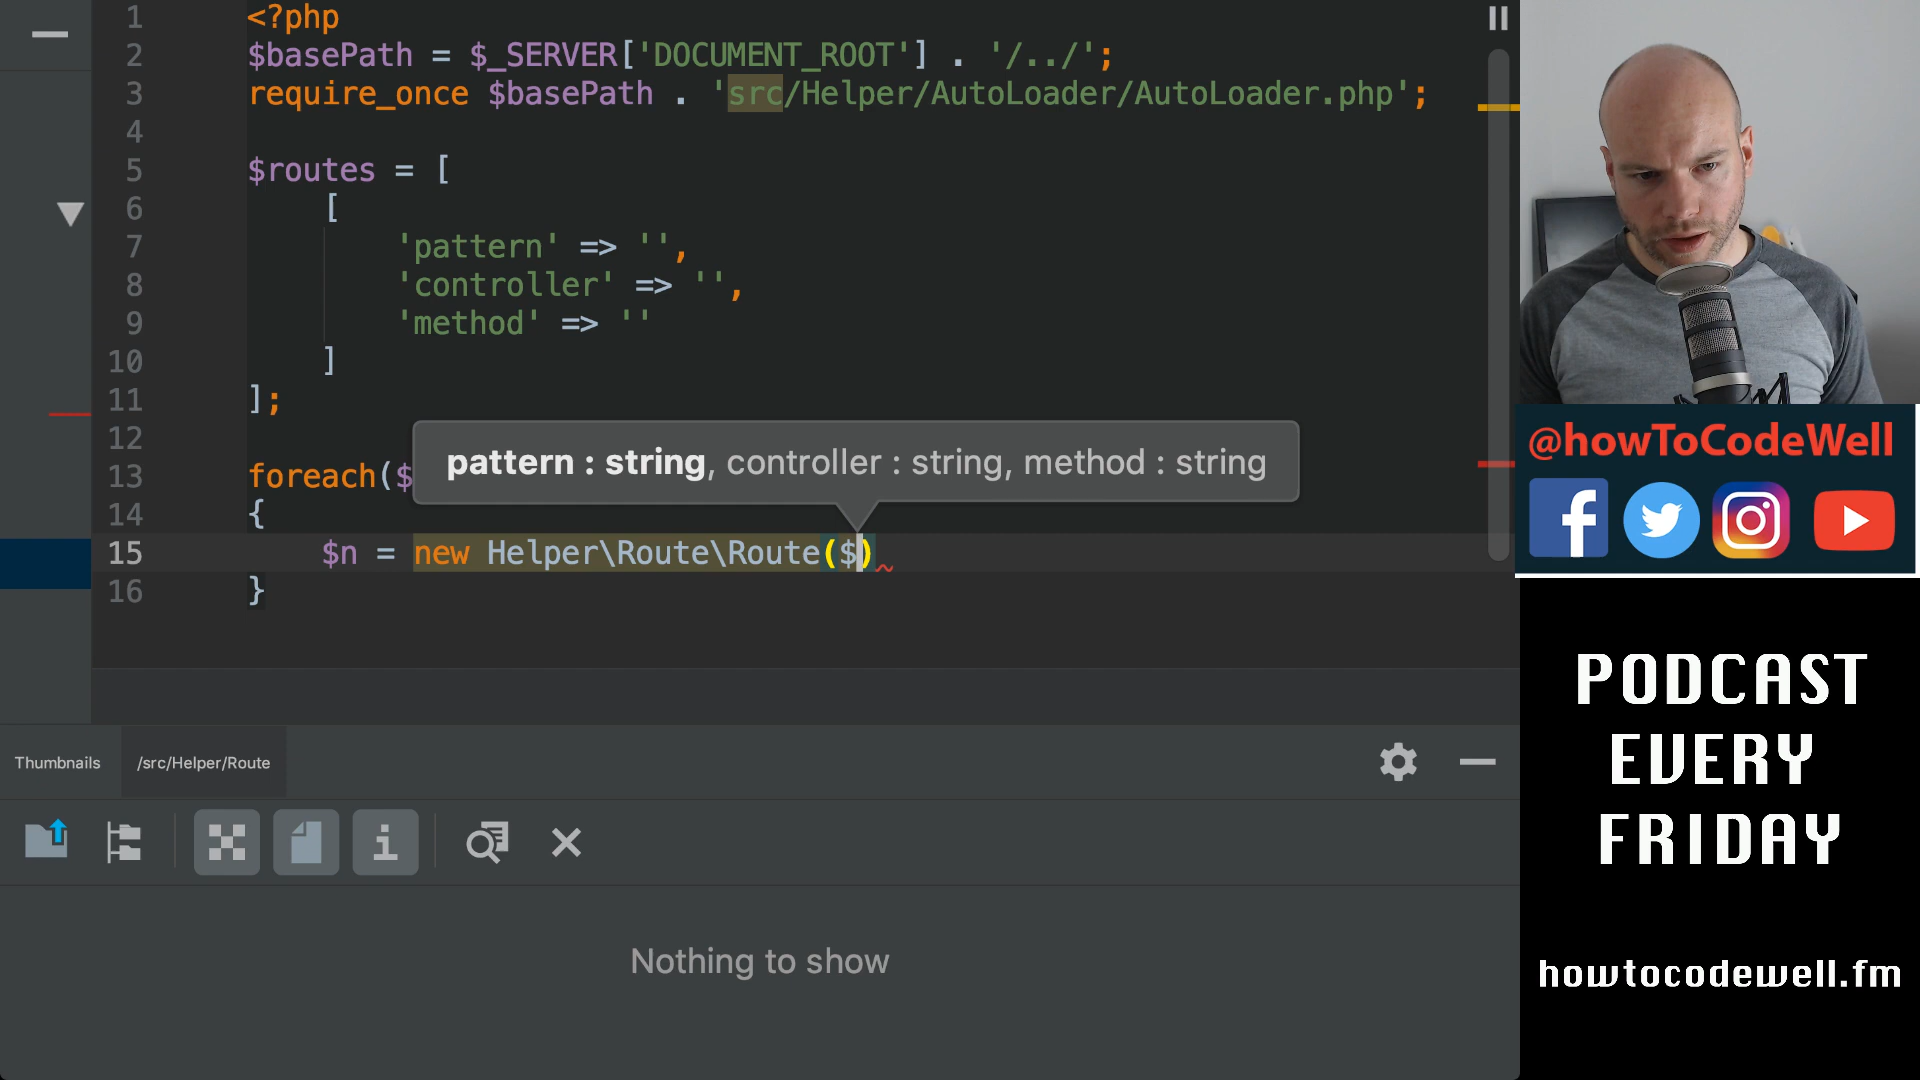 1 <?php
2 $basePath = $_SERVER['DOCUMENT_ROOT'] . '/../';
3 require_once $basePath . 'src/Helper/AutoLoader/AutoLoader.php';
4
5 $routes = [
6 [
7 'pattern' => '',
8 'controller' => '',
9 'method' => ''
10 ]
11 ];
12
pattern : string, controller : string, method : string
13 foreach($
14 {
15 $n = new Helper\Route\Route($)
16 }
Thumbnails
/src/Helper/Route
Nothing to show
@howToCodeWell
PODCAST
EVERY
FRIDAY
howtocodewell.fm